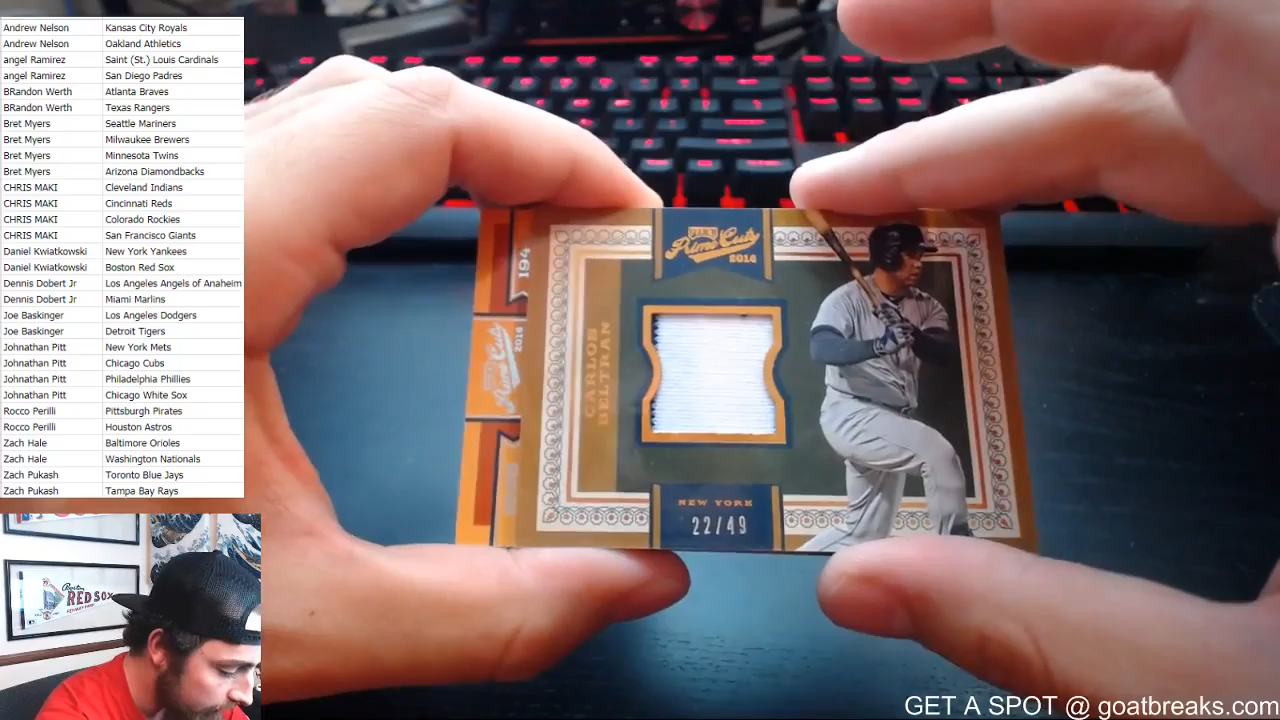 Andrew Nelson Kansas City Royals
Andrew Nelson Oakland Athletics
angel Ramirez Saint (St.) Louis Cardinals
angel Ramirez San Diego Padres
BRandon Werth Atlanta Braves
BRandon Werth Texas Rangers
Bret Myers Seattle Mariners
Bret Myers Milwaukee Brewers
Bret Myers Minnesota Twins
Bret Myers Arizona Diamondbacks
CHRIS MAKI Cleveland Indians
CHRIS MAKI Cincinnati Reds
CHRIS MAKI Colorado Rockies
CHRIS MAKI San Francisco Giants
Daniel Kwiatkowski New York Yankees
Daniel Kwiatkowski Boston Red Sox
Dennis Dobert Jr Los Angeles Angels of Anaheim
Dennis Dobert Jr Miami Marlins
Joe Baskinger Los Angeles Dodgers
Joe Baskinger Detroit Tigers
Johnathan Pitt New York Mets
Johnathan Pitt Chicago Cubs
Johnathan Pitt Philadelphia Phillies
Johnathan Pitt Chicago White Sox
Rocco Perilli Pittsburgh Pirates
Rocco Perilli Houston Astros
Zach Hale Baltimore Orioles
Zach Hale Washington Nationals
Zach Pukash Toronto Blue Jays
Zach Pukash Tampa Bay Rays
194
2014
Prime Cuts
2014
CARLOS
BELTRAN
NEW YORK
22/49
Boston
RED SOX
GET A SPOT @ goatbreaks.com